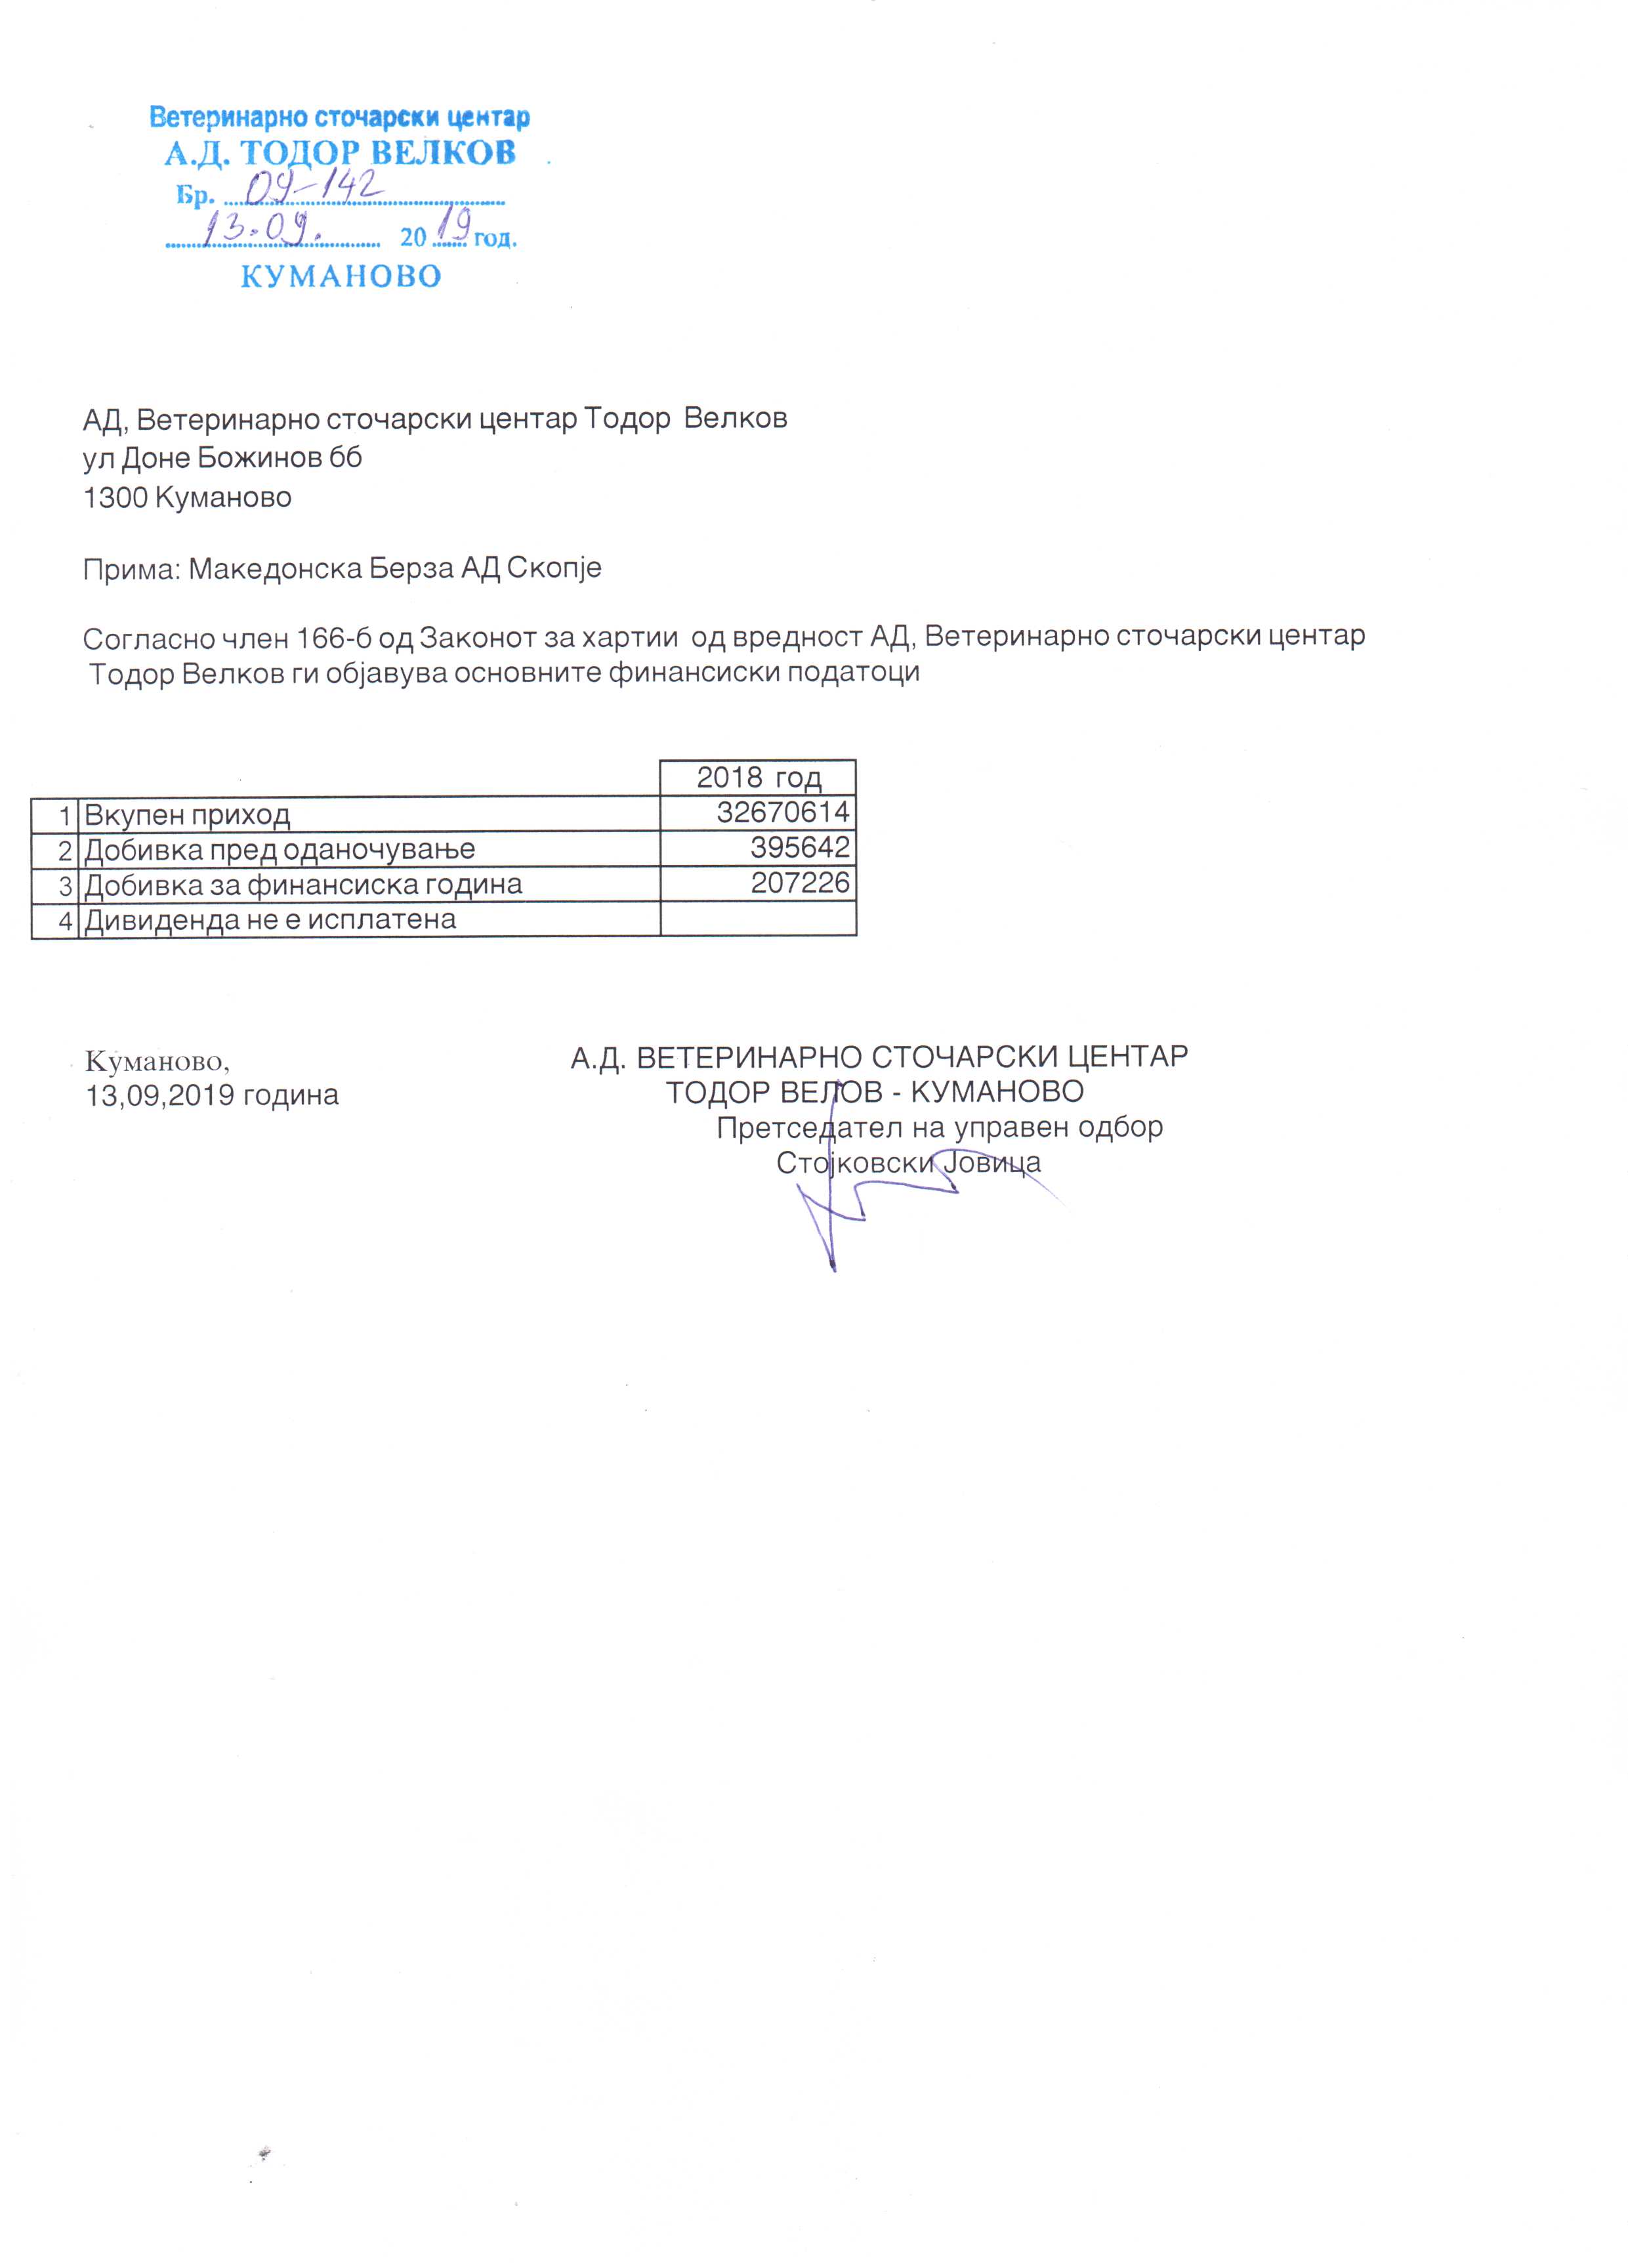 Ветеринарно сточарски центар
А.Д. ТОДОР ВЕЛКОВ
Бр. 09-142
13.09. 2019 год.
КУМАНОВО
АД, Ветеринарно сточарски центар Тодор Велков
ул Доне Божинов бб
1300 Куманово
Прима: Македонска Берза АД Скопје
Согласно член 166-б од Законот за хартии од вредност АД, Ветеринарно сточарски центар
Тодор Велков ги објавува основните финансиски податоци
2018 год
1 Вкупен приход 32670614
2 Добивка пред оданочување 395642
3 Добивка за финансиска година 207226
4 Дивиденда не е исплатена
Куманово,
13,09,2019 година
А.Д. ВЕТЕРИНАРНО СТОЧАРСКИ ЦЕНТАР
ТОДОР ВЕЛОВ - КУМАНОВО
Претседател на управен одбор
Стојковски Јовица